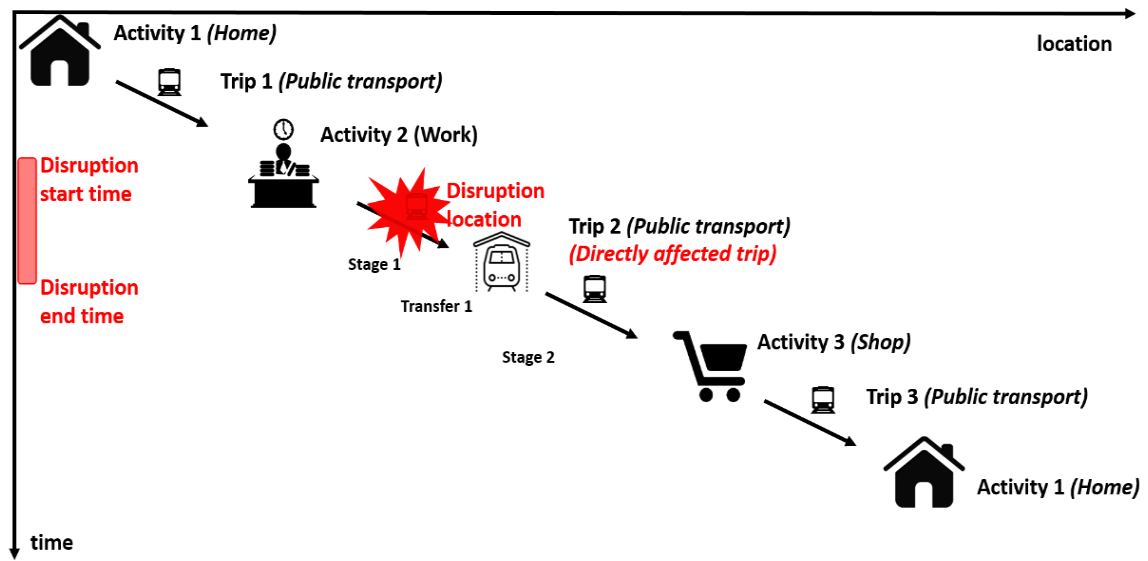 Activity 1 (Home)
location
Trip 1 (Public transport)
Activity 2 (Work)
Disruption
start time
Disruption
location
Trip 2 (Public transport)
(Directly affected trip)
Stage 1
Disruption
end time
Transfer 1
Stage 2
Activity 3 (Shop)
Trip 3 (Public transport)
Activity 1 (Home)
time